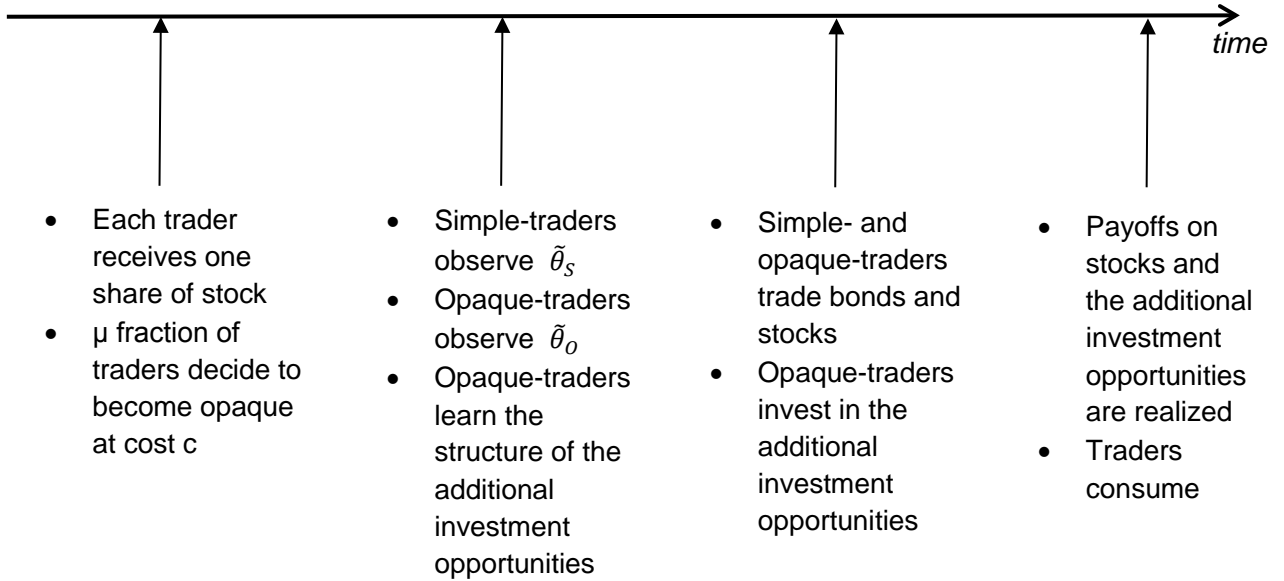 time
• Each trader
receives one
share of stock
• µ fraction of
traders decide to
become opaque
at cost c
• Simple-traders
observe θ̃_S
• Opaque-traders
observe θ̃_O
• Opaque-traders
learn the
structure of the
additional
investment
opportunities
• Simple- and
opaque-traders
trade bonds and
stocks
• Opaque-traders
invest in the
additional
investment
opportunities
• Payoffs on
stocks and
the additional
investment
opportunities
are realized
• Traders
consume